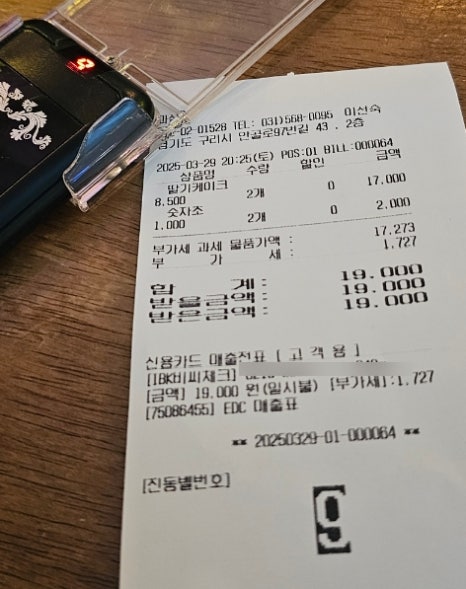 9
02-01528 TEL: 031)568-0095 이선숙
경기도 구리시 안골로97번길 43 . 2층
2025-03-29 20:25(토) POS:01 BILL:000064
상품명 수량 할인 금액
딸기케이크
8.500 2개 0 17,000
숫자초
1.000 2개 0 2,000
부가세 과세 물품가액 : 17.273
부 가 세 : 1,727
합 계 : 19.000
받을금액 : 19.000
받은금액 : 19.000
신용카드 매출전표 [ 고 객 용 ]
[IBK비씨체크]
[금액] 19.000 원(일시불) [부가세]:1,727
[75086455] EDC 매출표
** 20250329-01-000064 **
[진동벨번호]
9